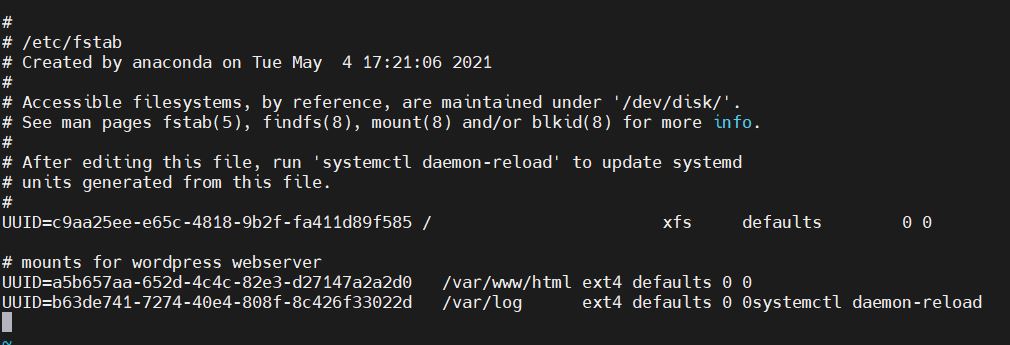 #
# /etc/fstab
# Created by anaconda on Tue May  4 17:21:06 2021
#
# Accessible filesystems, by reference, are maintained under '/dev/disk/'.
# See man pages fstab(5), findfs(8), mount(8) and/or blkid(8) for more info.
#
# After editing this file, run 'systemctl daemon-reload' to update systemd
# units generated from this file.
#
UUID=c9aa25ee-e65c-4818-9b2f-fa411d89f585 /                       xfs     defaults        0 0
# mounts for wordpress webserver
UUID=a5b657aa-652d-4c4c-82e3-d27147a2a2d0   /var/www/html ext4 defaults 0 0
UUID=b63de741-7274-40e4-808f-8c426f33022d   /var/log      ext4 defaults 0 0systemctl daemon-reload
~